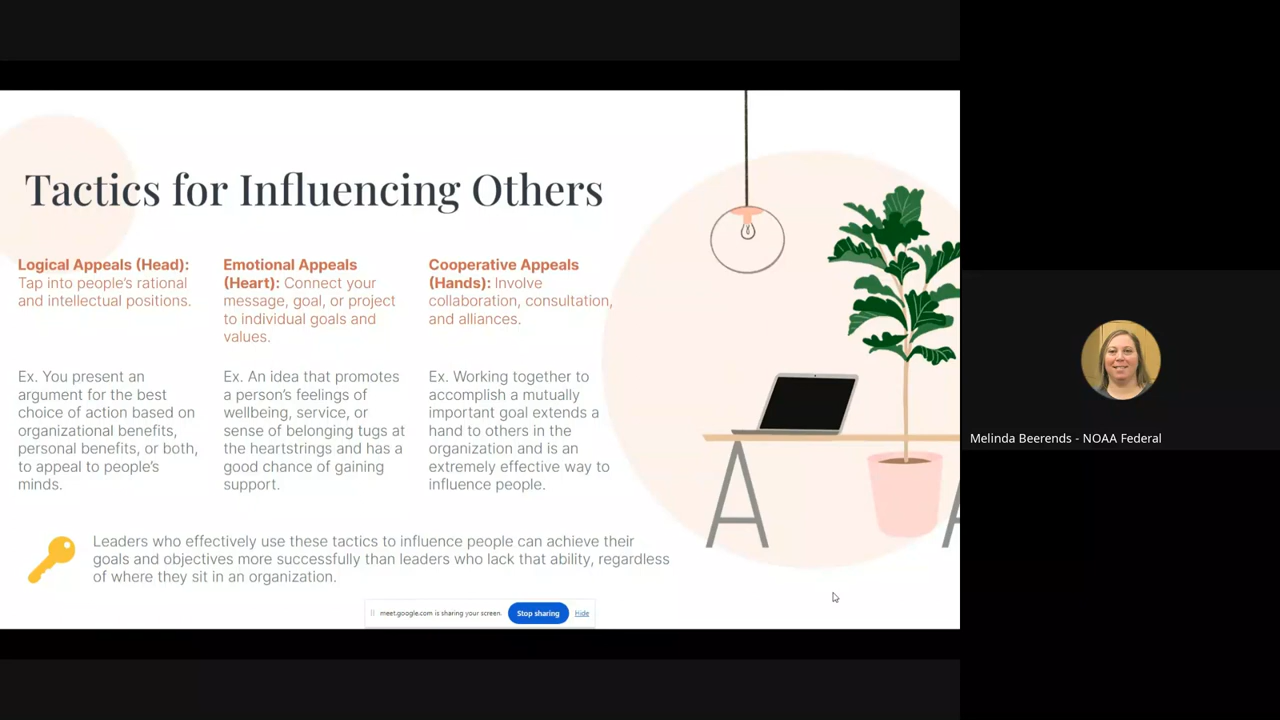 Tactics for Influencing Others
Logical Appeals (Head):
Tap into people's rational
and intellectual positions.
Emotional Appeals
(Heart): Connect your
message, goal, or project
to individual goals and
values.
Cooperative Appeals
(Hands): Involve
collaboration, consultation,
and alliances.
Ex. You present an
argument for the best
choice of action based on
organizational benefits,
personal benefits, or both,
to appeal to people's
minds.
Ex. An idea that promotes
a person's feelings of
wellbeing, service, or
sense of belonging tugs at
the heartstrings and has a
good chance of gaining
support.
Ex. Working together to
accomplish a mutually
important goal extends a
hand to others in the
organization and is an
extremely effective way to
influence people.
Leaders who effectively use these tactics to influence people can achieve their
goals and objectives more successfully than leaders who lack that ability, regardless
of where they sit in an organization.
meet.google.com is sharing your screen. Stop sharing Hide
Melinda Beerends - NOAA Federal